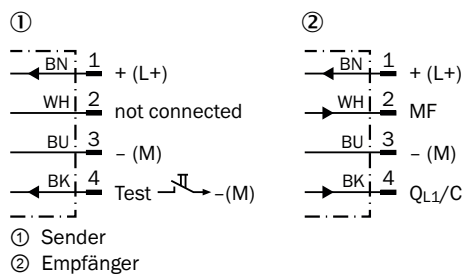 ① ②
BN 1 + (L+)
WH 2 not connected
BU 3 – (M)
BK 4 Test –(M)
BN 1 + (L+)
WH 2 MF
BU 3 – (M)
BK 4 QL1/C
① Sender
② Empfänger